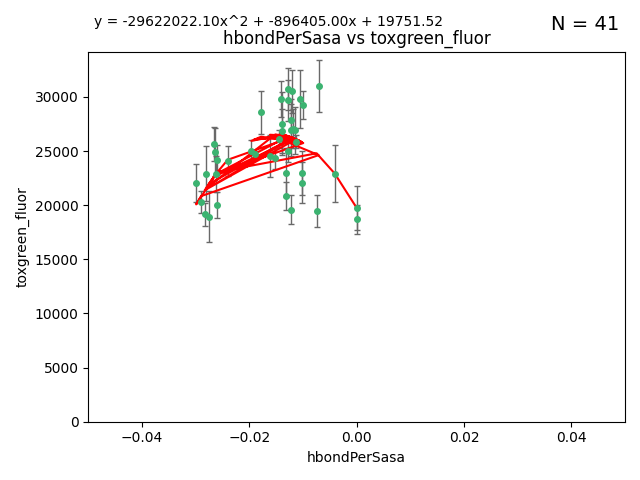 y = -29622022.10x^2 + -896405.00x + 19751.52
N = 41
hbondPerSasa vs toxgreen_fluor
toxgreen_fluor
30000
25000
20000
15000
10000
5000
0
−0.04
−0.02
0.00
0.02
0.04
hbondPerSasa